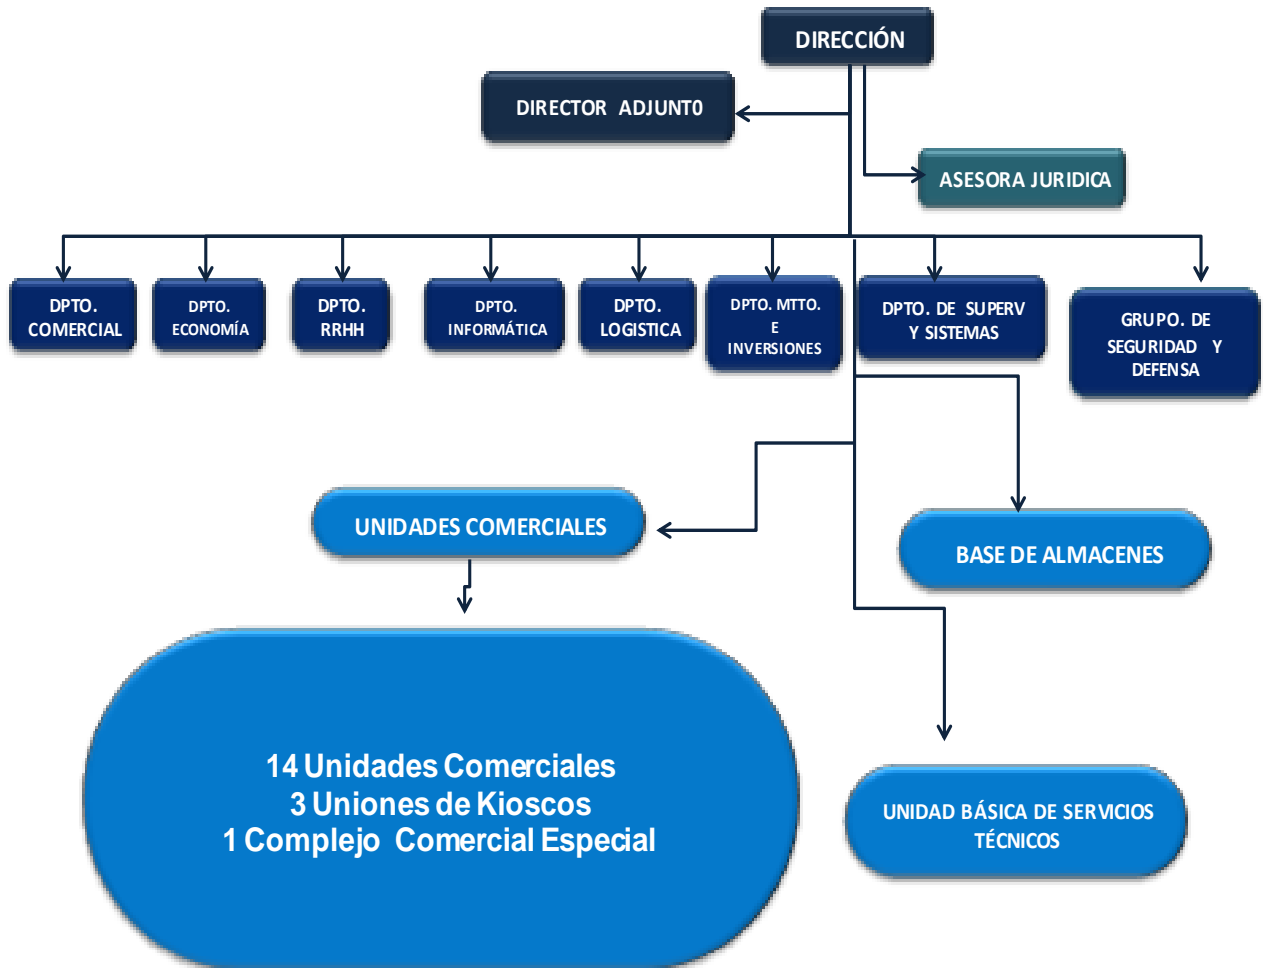 DIRECCIÓN
DIRECTOR ADJUNT0
ASESORA JURIDICA
DPTO.
COMERCIAL
DPTO.
ECONOMÍA
DPTO.
RRHH
DPTO.
INFORMÁTICA
DPTO.
LOGISTICA
DPTO. MTTO.
E
INVERSIONES
DPTO. DE SUPERV
Y SISTEMAS
GRUPO. DE
SEGURIDAD Y
DEFENSA
UNIDADES COMERCIALES
BASE DE ALMACENES
14 Unidades Comerciales
3 Uniones de Kioscos
1 Complejo Comercial Especial
UNIDAD BÁSICA DE SERVICIOS
TÉCNICOS